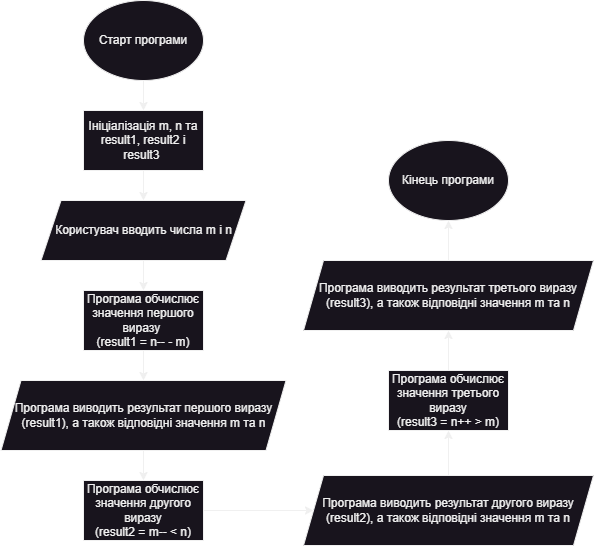 Старт програми
Ініціалізація m, n та
result1, result2 і
result3
Користувач вводить числа m і n
Програма обчислює
значення першого
виразу
(result1 = n-- - m)
Програма виводить результат першого виразу
(result1), а також відповідні значення m та n
Програма обчислює
значення другого
виразу
(result2 = m-- < n)
Програма виводить результат другого виразу
(result2), а також відповідні значення m та n
Програма обчислює
значення третього
виразу
(result3 = n++ > m)
Програма виводить результат третього виразу
(result3), а також відповідні значення m та n
Кінець програми